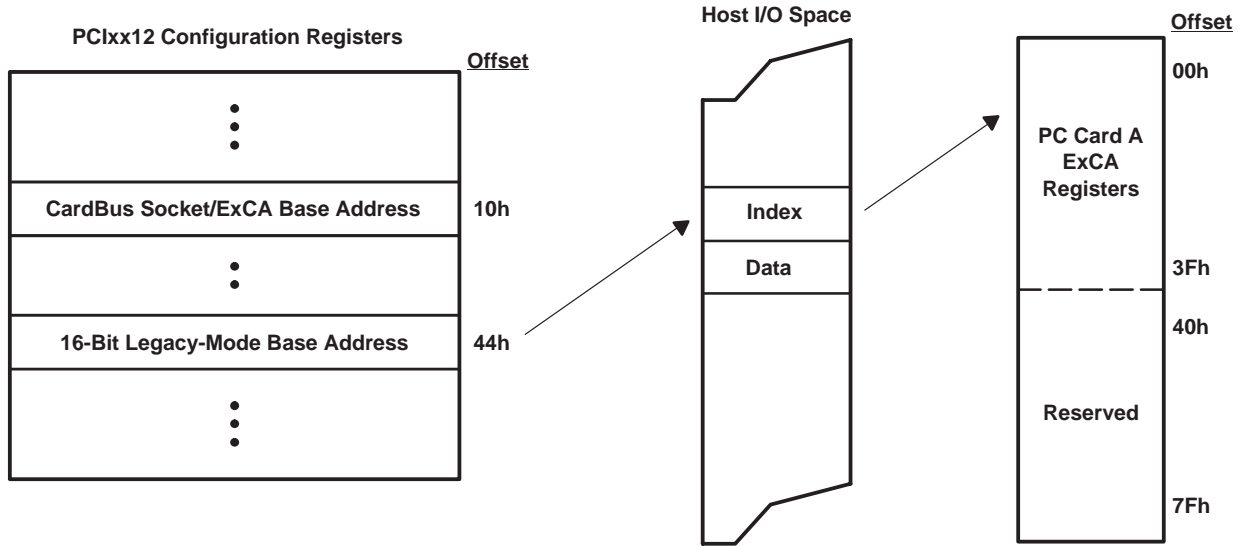 PCIxx12 Configuration Registers
Offset
CardBus Socket/ExCA Base Address
10h
16-Bit Legacy-Mode Base Address
44h
Host I/O Space
Index
Data
Offset
00h
PC Card A
ExCA
Registers
3Fh
40h
Reserved
7Fh